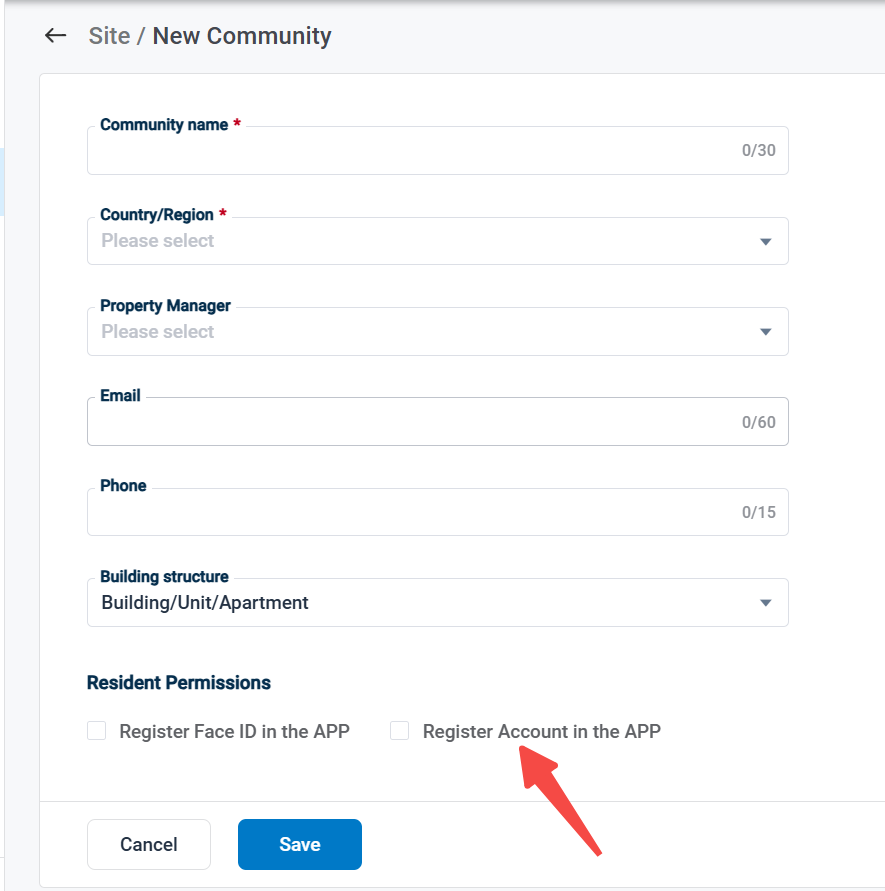 Site / New Community
Community name *
0/30
Country/Region *
Please select
Property Manager
Please select
Email
0/60
Phone
0/15
Building structure
Building/Unit/Apartment
Resident Permissions
Register Face ID in the APP Register Account in the APP
Cancel Save